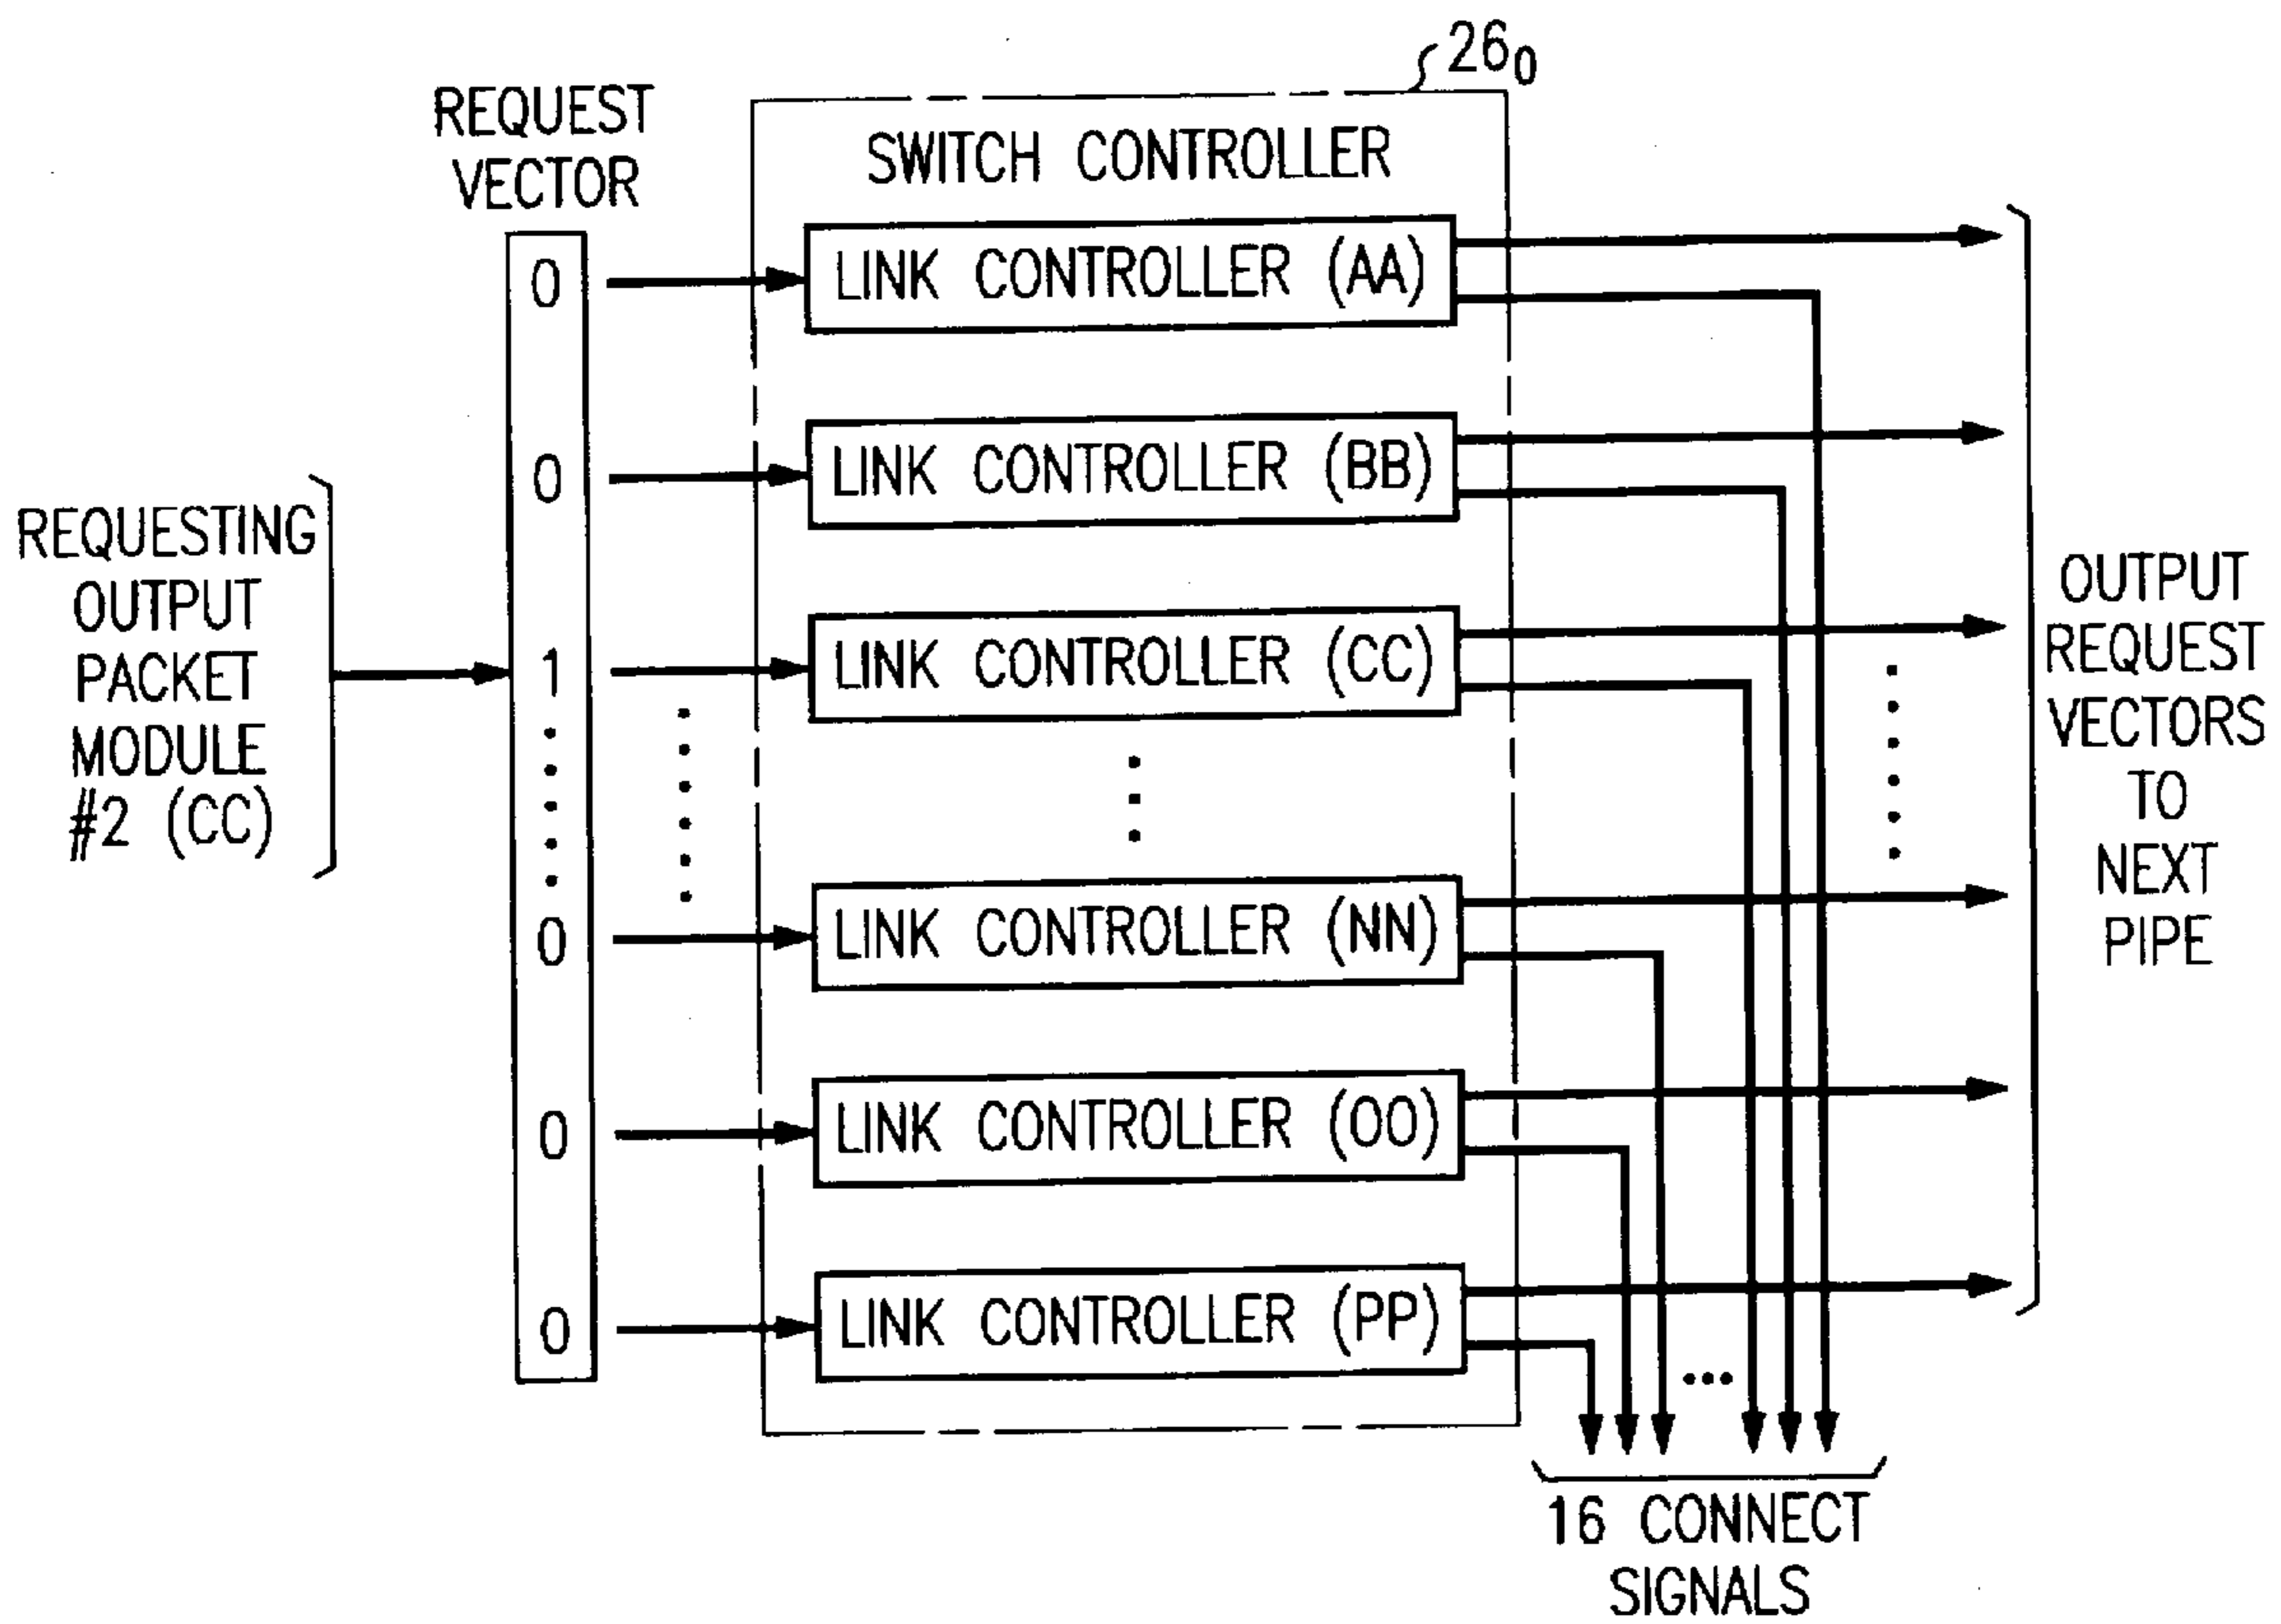 26₀
REQUEST
VECTOR
SWITCH CONTROLLER
0
LINK CONTROLLER (AA)
0
LINK CONTROLLER (BB)
REQUESTING
OUTPUT
PACKET
MODULE
#2 (CC)
1
LINK CONTROLLER (CC)
OUTPUT
REQUEST
VECTORS
TO
NEXT
PIPE
0
LINK CONTROLLER (NN)
0
LINK CONTROLLER (OO)
0
LINK CONTROLLER (PP)
16 CONNECT
SIGNALS